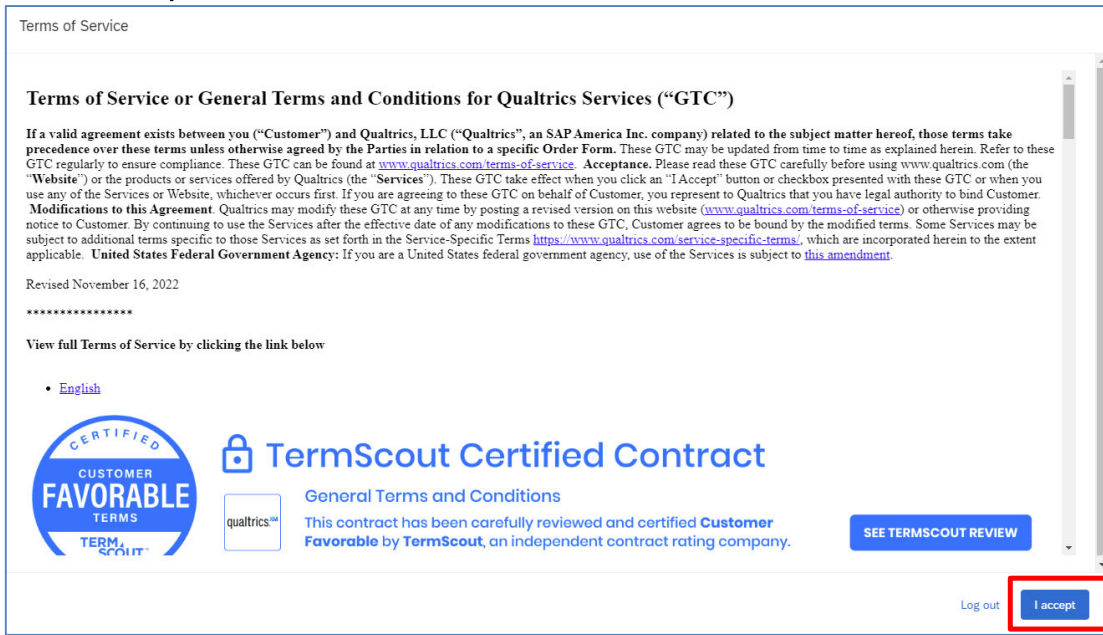 Terms of Service
Terms of Service or General Terms and Conditions for Qualtrics Services (“GTC”)
If a valid agreement exists between you (“Customer”) and Qualtrics, LLC (“Qualtrics”, an SAP America Inc. company) related to the subject matter hereof, those terms take
precedence over these terms unless otherwise agreed by the Parties in relation to a specific Order Form. These GTC may be updated from time to time as explained herein. Refer to these
GTC regularly to ensure compliance. These GTC can be found at www.qualtrics.com/terms-of-service. Acceptance. Please read these GTC carefully before using www.qualtrics.com (the
“Website”) or the products or services offered by Qualtrics (the “Services”). These GTC take effect when you click an “I Accept” button or checkbox presented with these GTC or when you
use any of the Services or Website, whichever occurs first. If you are agreeing to these GTC on behalf of Customer, you represent to Qualtrics that you have legal authority to bind Customer.
Modifications to this Agreement. Qualtrics may modify these GTC at any time by posting a revised version on this website (www.qualtrics.com/terms-of-service) or otherwise providing
notice to Customer. By continuing to use the Services after the effective date of any modifications to these GTC, Customer agrees to be bound by the modified terms. Some Services may be
subject to additional terms specific to those Services as set forth in the Service-Specific Terms https://www.qualtrics.com/service-specific-terms/, which are incorporated herein to the extent
applicable. United States Federal Government Agency: If you are a United States federal government agency, use of the Services is subject to this amendment.
Revised November 16, 2022
****************
View full Terms of Service by clicking the link below
• English
CERTIFIED
CUSTOMER
FAVORABLE
TERMS
TERM
SCOUT
TermScout Certified Contract
qualtrics.XM
General Terms and Conditions
This contract has been carefully reviewed and certified Customer
Favorable by TermScout, an independent contract rating company.
SEE TERMSCOUT REVIEW
Log out
I accept